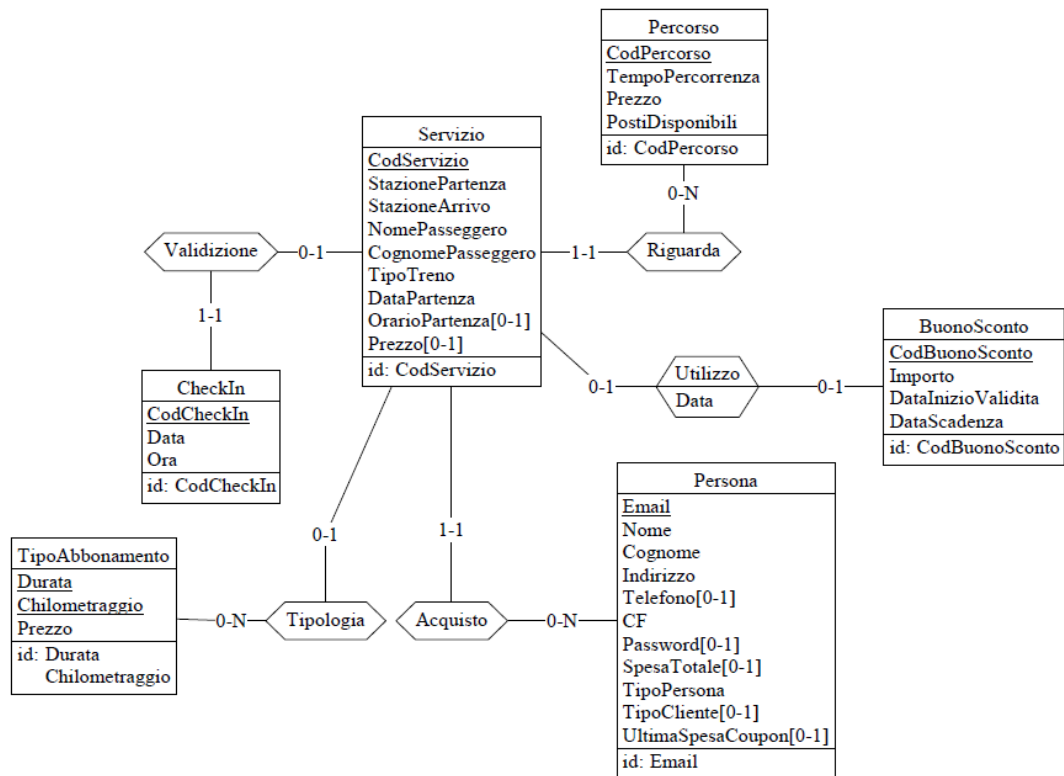 Percorso
CodPercorso
TempoPercorrenza
Prezzo
PostiDisponibili
id: CodPercorso
0-N
Riguarda
1-1
Servizio
CodServizio
StazionePartenza
StazioneArrivo
NomePasseggero
CognomePasseggero
TipoTreno
DataPartenza
OrarioPartenza[0-1]
Prezzo[0-1]
id: CodServizio
Validizione
0-1
1-1
CheckIn
CodCheckIn
Data
Ora
id: CodCheckIn
0-1
Utilizzo
Data
0-1
BuonoSconto
CodBuonoSconto
Importo
DataInizioValidita
DataScadenza
id: CodBuonoSconto
TipoAbbonamento
Durata
Chilometraggio
Prezzo
id: Durata
Chilometraggio
0-N
Tipologia
0-1
1-1
Acquisto
0-N
Persona
Email
Nome
Cognome
Indirizzo
Telefono[0-1]
CF
Password[0-1]
SpesaTotale[0-1]
TipoPersona
TipoCliente[0-1]
UltimaSpesaCoupon[0-1]
id: Email